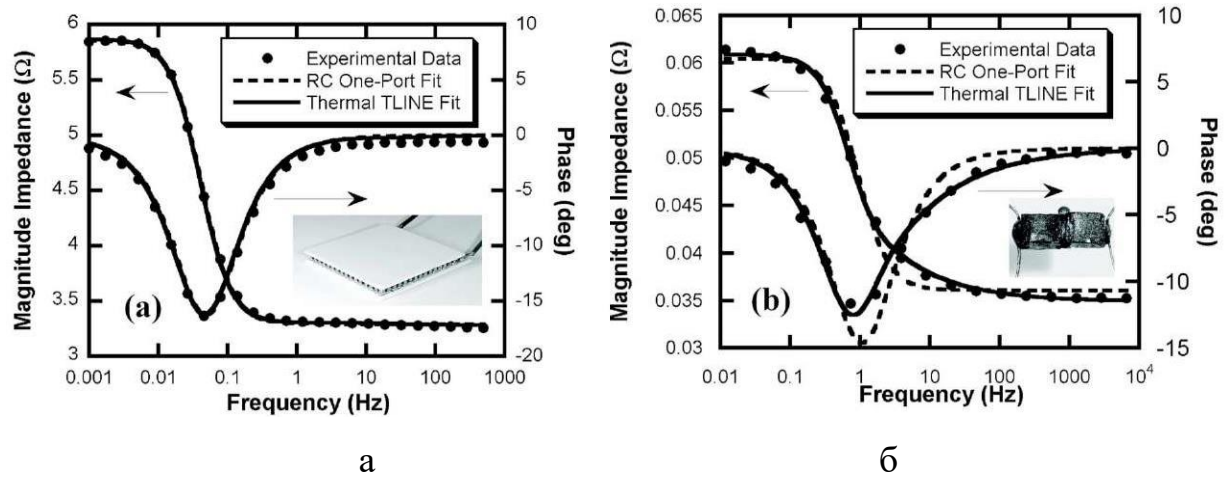 6
5.5
5
4.5
4
3.5
3
Magnitude Impedance (Ω)
10
5
0
-5
-10
-15
-20
Phase (deg)
Experimental Data
RC One-Port Fit
Thermal TLINE Fit
(a)
0.001 0.01 0.1 1 10 100 1000
Frequency (Hz)
а
0.065
0.06
0.055
0.05
0.045
0.04
0.035
0.03
Magnitude Impedance (Ω)
10
5
0
-5
-10
-15
Phase (deg)
Experimental Data
RC One-Port Fit
Thermal TLINE Fit
(b)
0.01 0.1 1 10 100 1000 10⁴
Frequency (Hz)
б